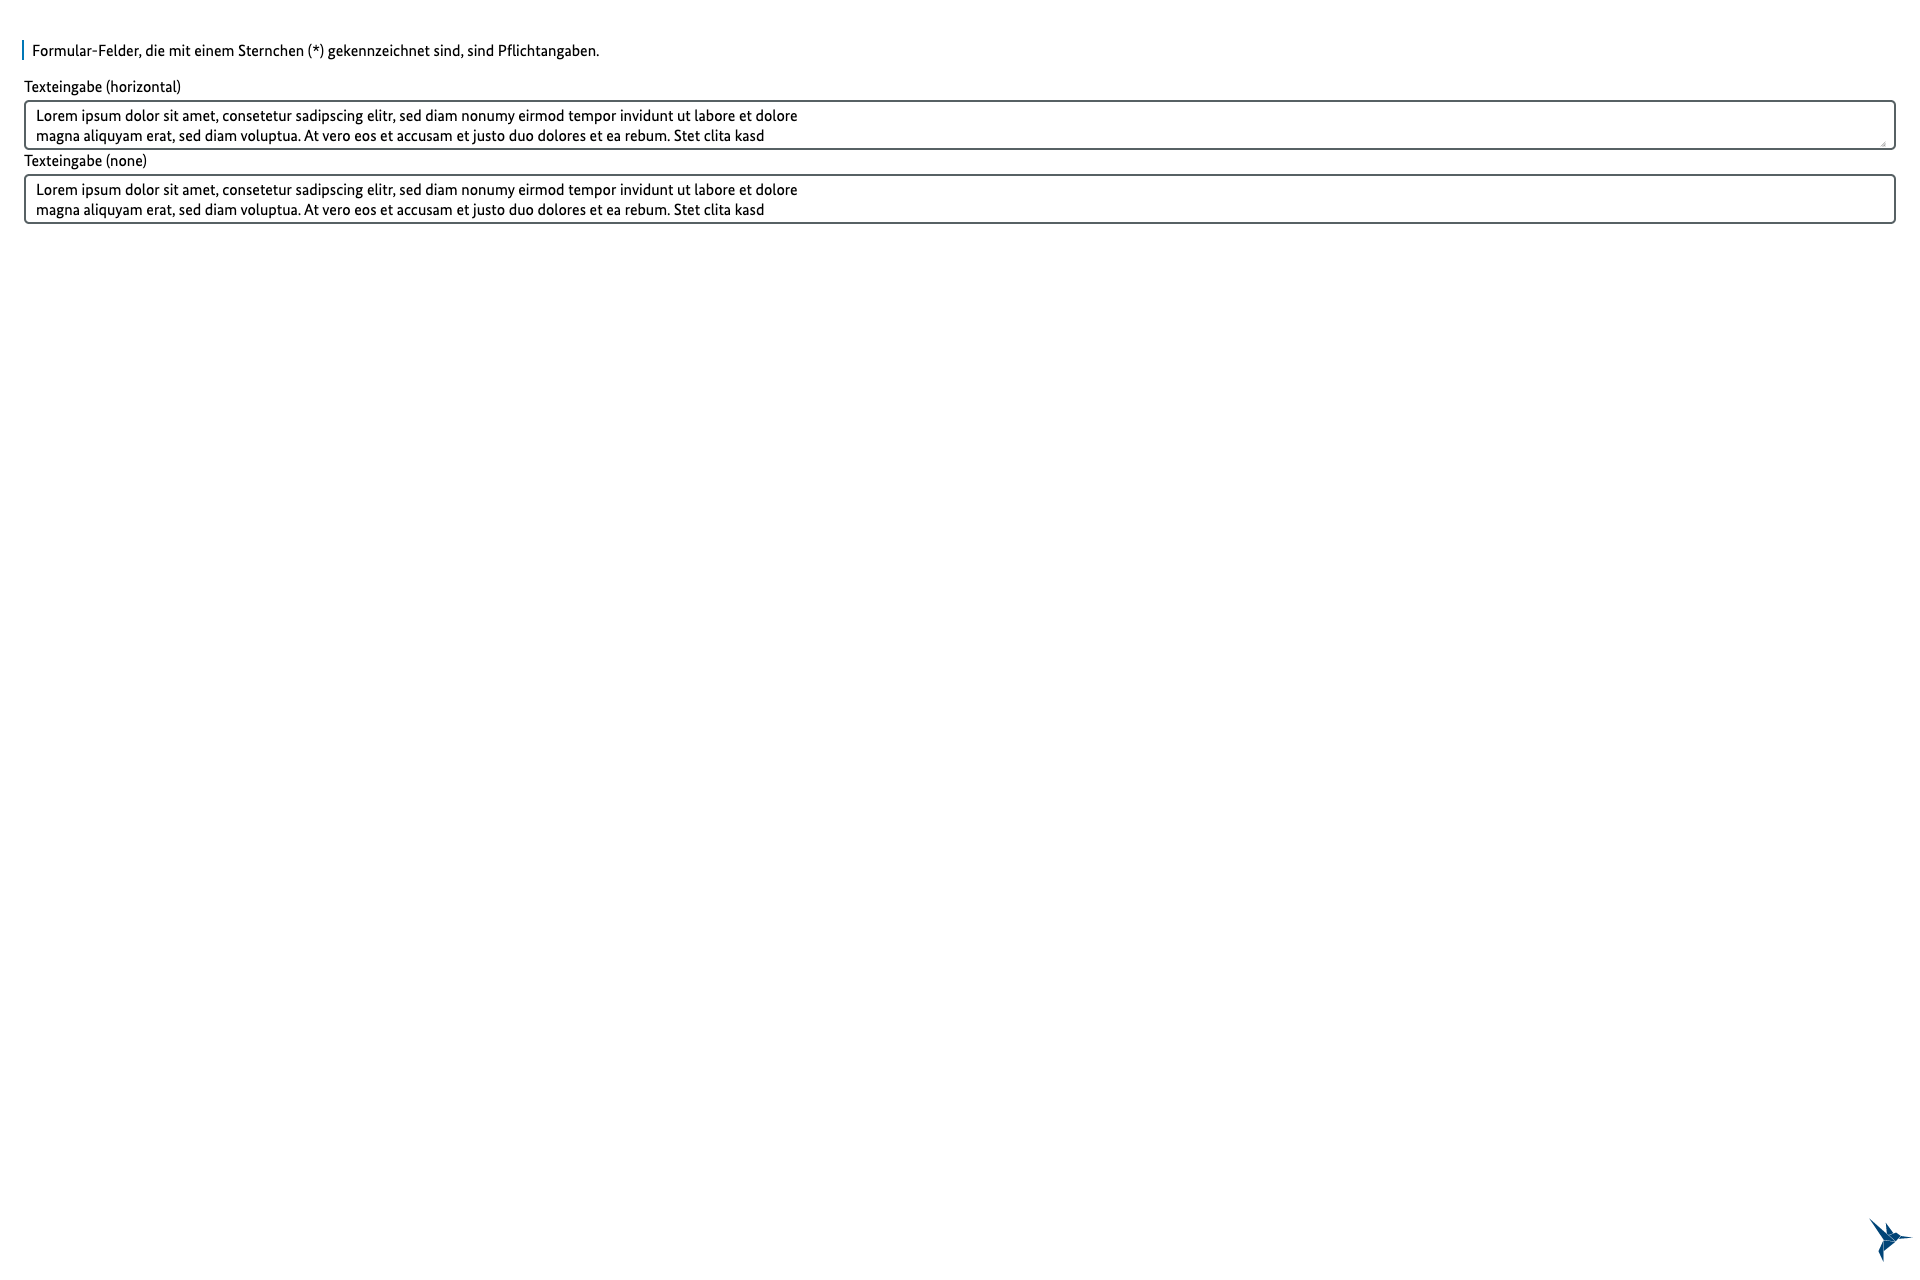 Formular-Felder, die mit einem Sternchen (*) gekennzeichnet sind, sind Pflichtangaben.
Texteingabe (horizontal)
Lorem ipsum dolor sit amet, consetetur sadipscing elitr, sed diam nonumy eirmod tempor invidunt ut labore et dolore
magna aliquyam erat, sed diam voluptua. At vero eos et accusam et justo duo dolores et ea rebum. Stet clita kasd
Texteingabe (none)
Lorem ipsum dolor sit amet, consetetur sadipscing elitr, sed diam nonumy eirmod tempor invidunt ut labore et dolore
magna aliquyam erat, sed diam voluptua. At vero eos et accusam et justo duo dolores et ea rebum. Stet clita kasd